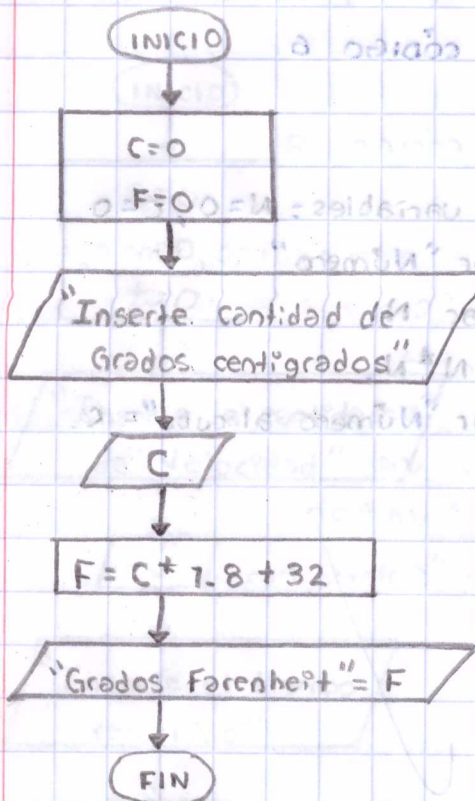 INICIO
C=0
F=0
"Inserte cantidad de
Grados centigrados"
C
F = C * 1.8 + 32
"Grados Farenheit" = F
FIN